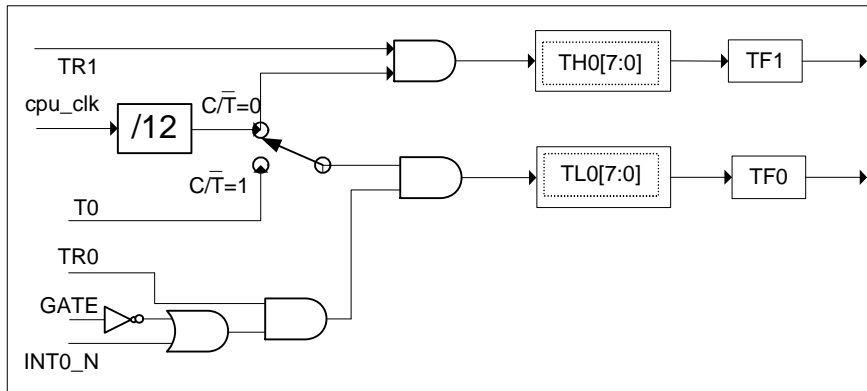 TR1
TH0[7:0]
TF1
cpu_clk
C/T̅=0
/12
C/T̅=1
TL0[7:0]
TF0
T0
TR0
GATE
INT0_N